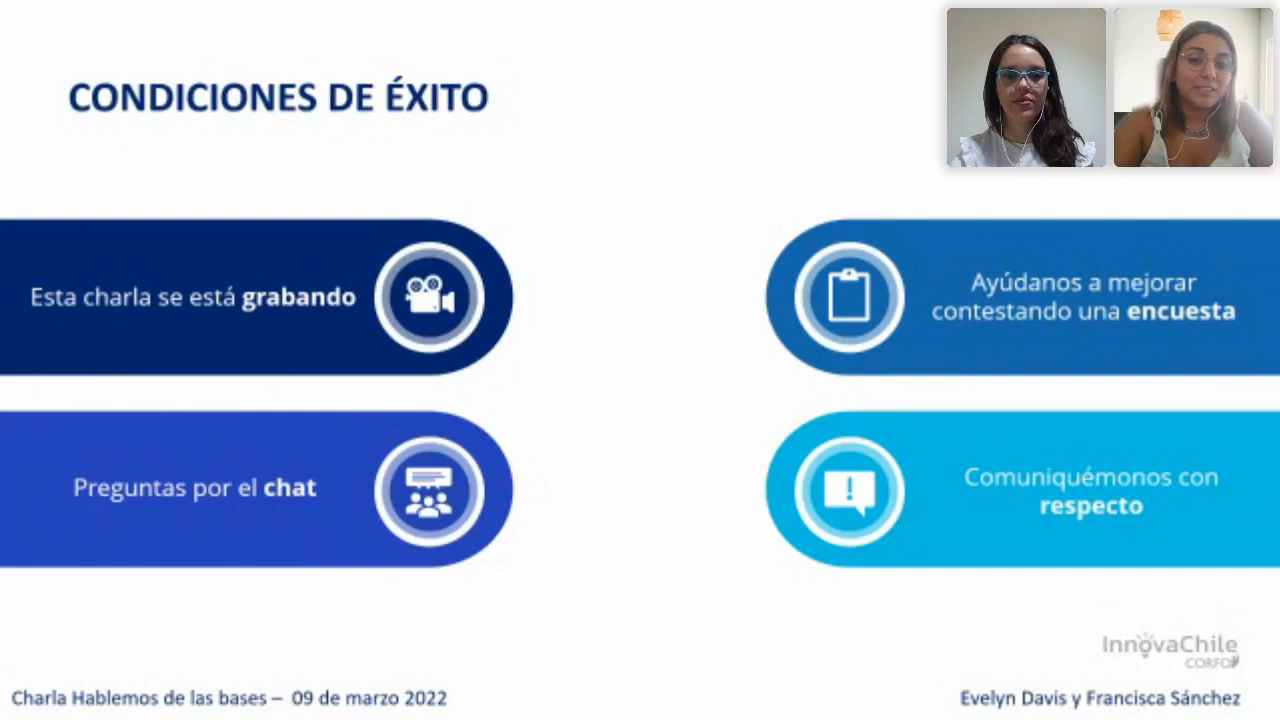 CONDICIONES DE ÉXITO
Esta charla se está grabando
Ayúdanos a mejorar
contestando una encuesta
Preguntas por el chat
Comuniquémonos con
respecto
InnovaChile
CORFO
Charla Hablemos de las bases – 09 de marzo 2022
Evelyn Davis y Francisca Sánchez